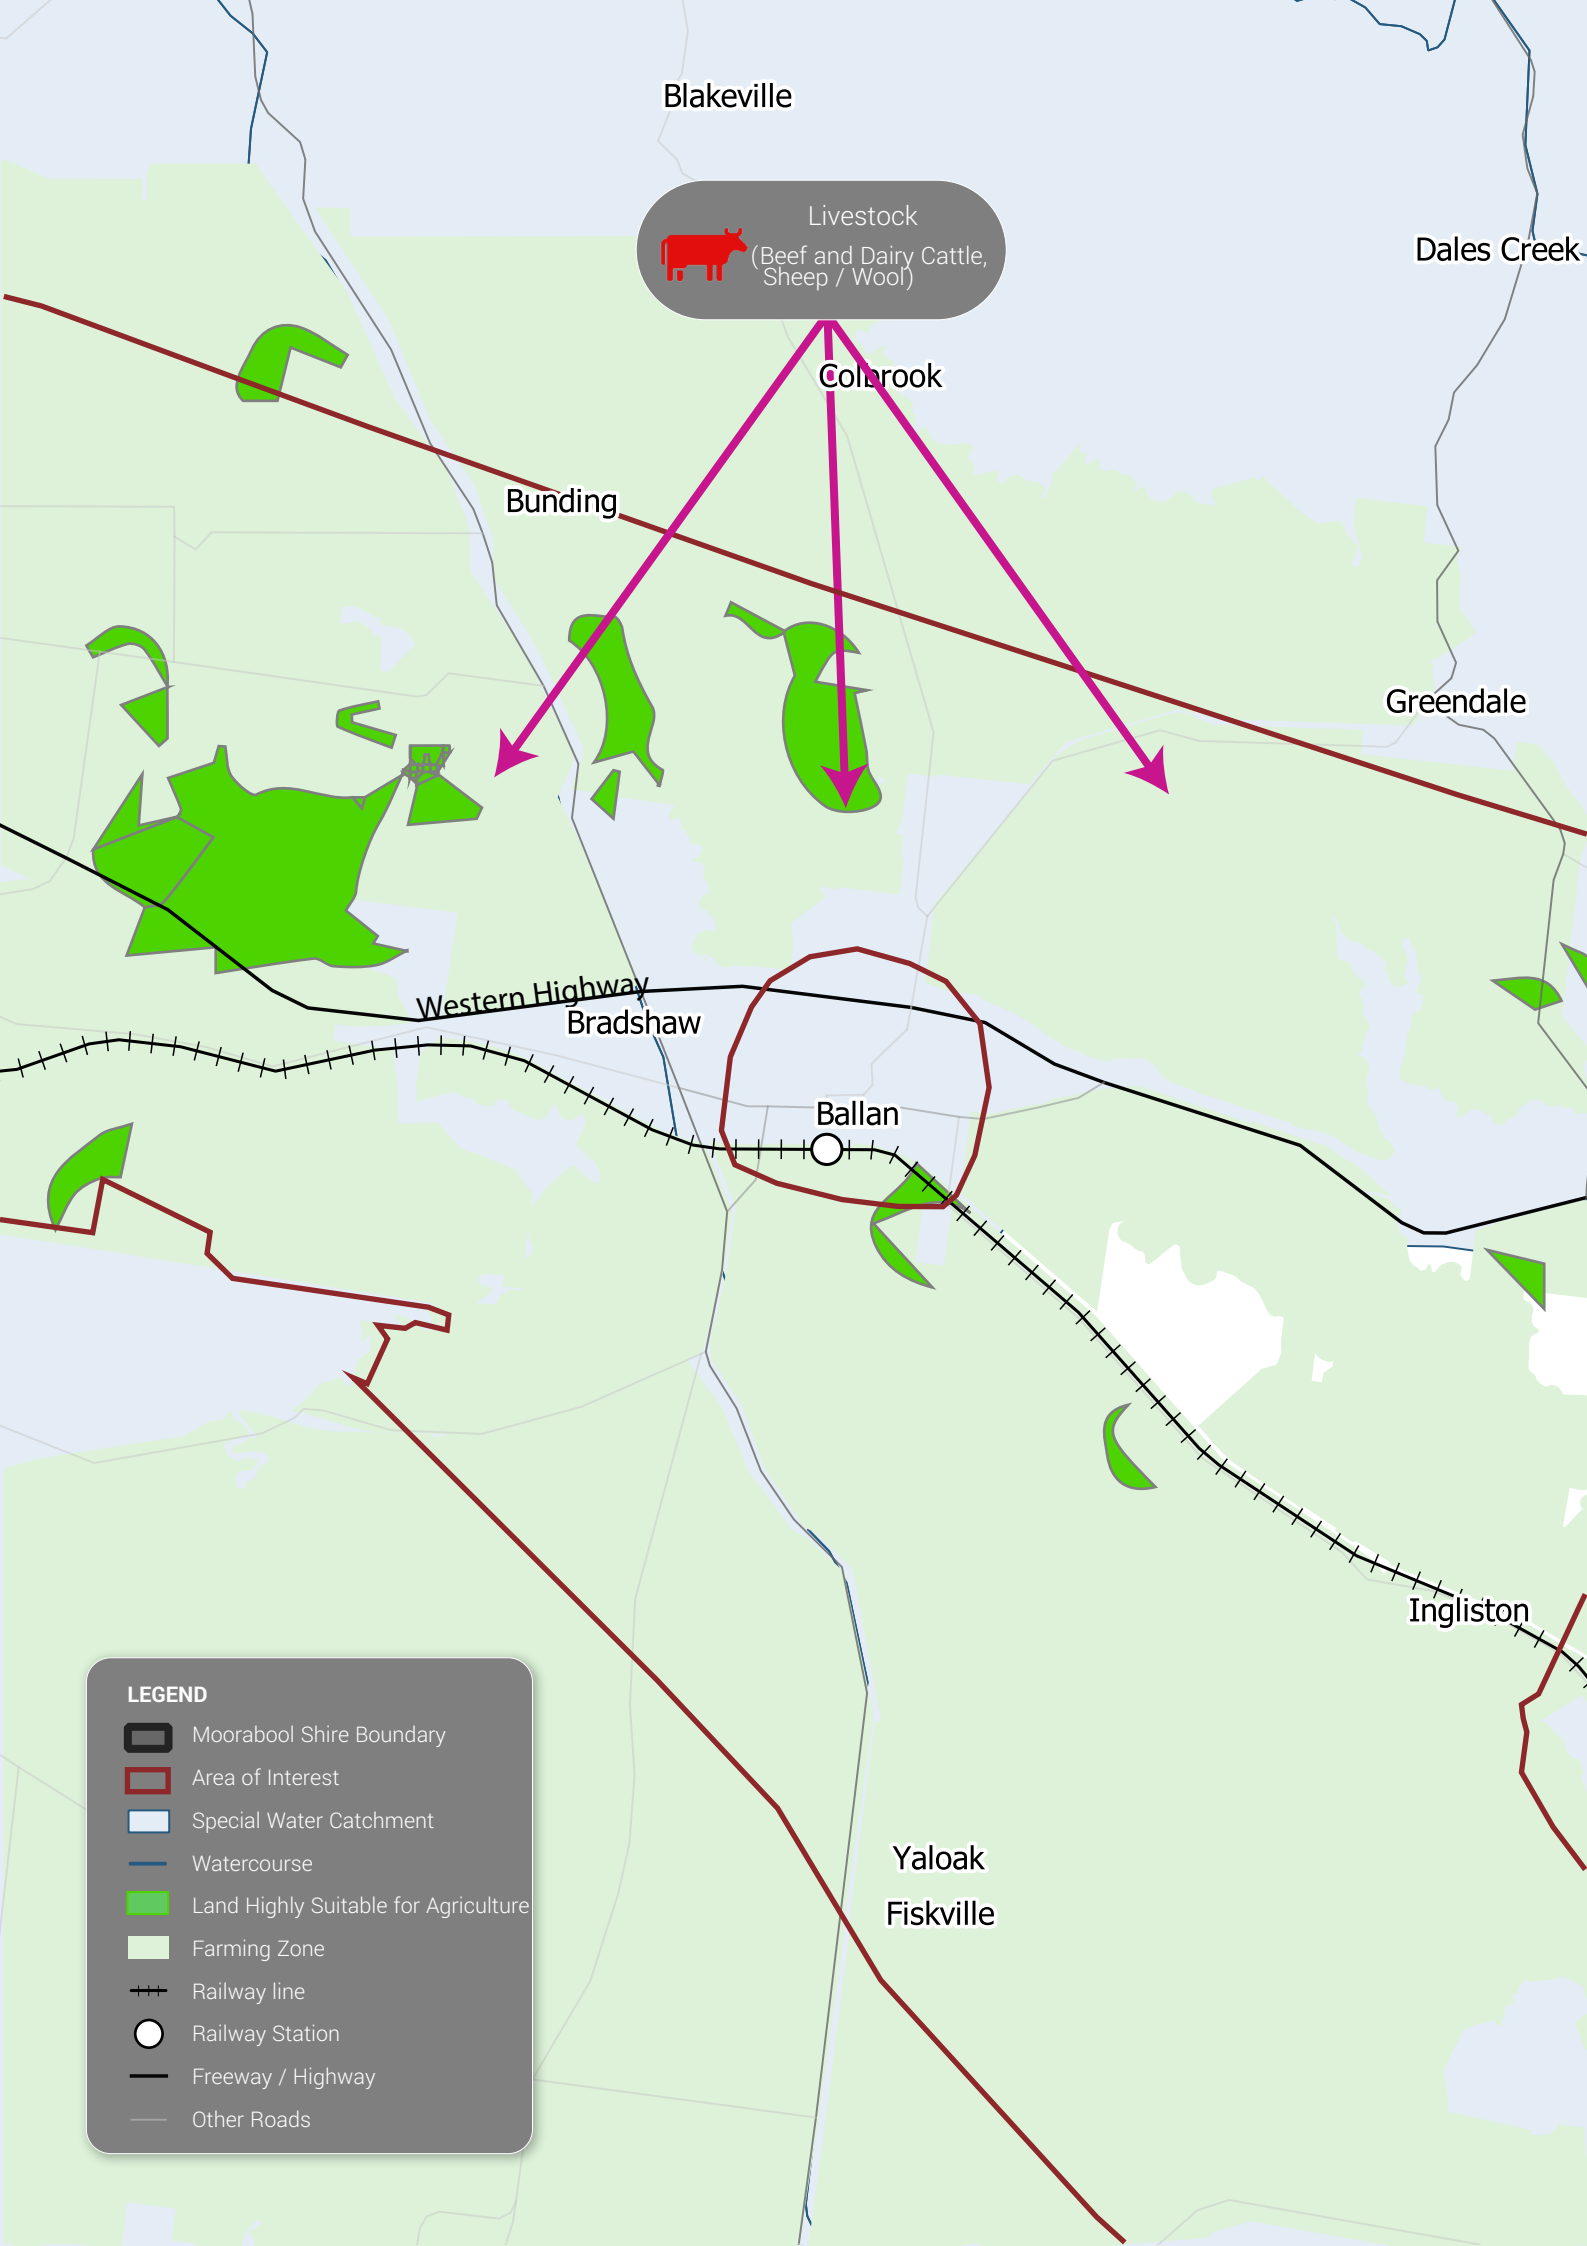 Blakeville
Livestock
(Beef and Dairy Cattle,
Sheep / Wool)
Dales Creek
Colbrook
Bunding
Greendale
Western Highway
Bradshaw
Ballan
Ingliston
Yaloak
Fiskville
LEGEND
Moorabool Shire Boundary
Area of Interest
Special Water Catchment
Watercourse
Land Highly Suitable for Agriculture
Farming Zone
Railway line
Railway Station
Freeway / Highway
Other Roads